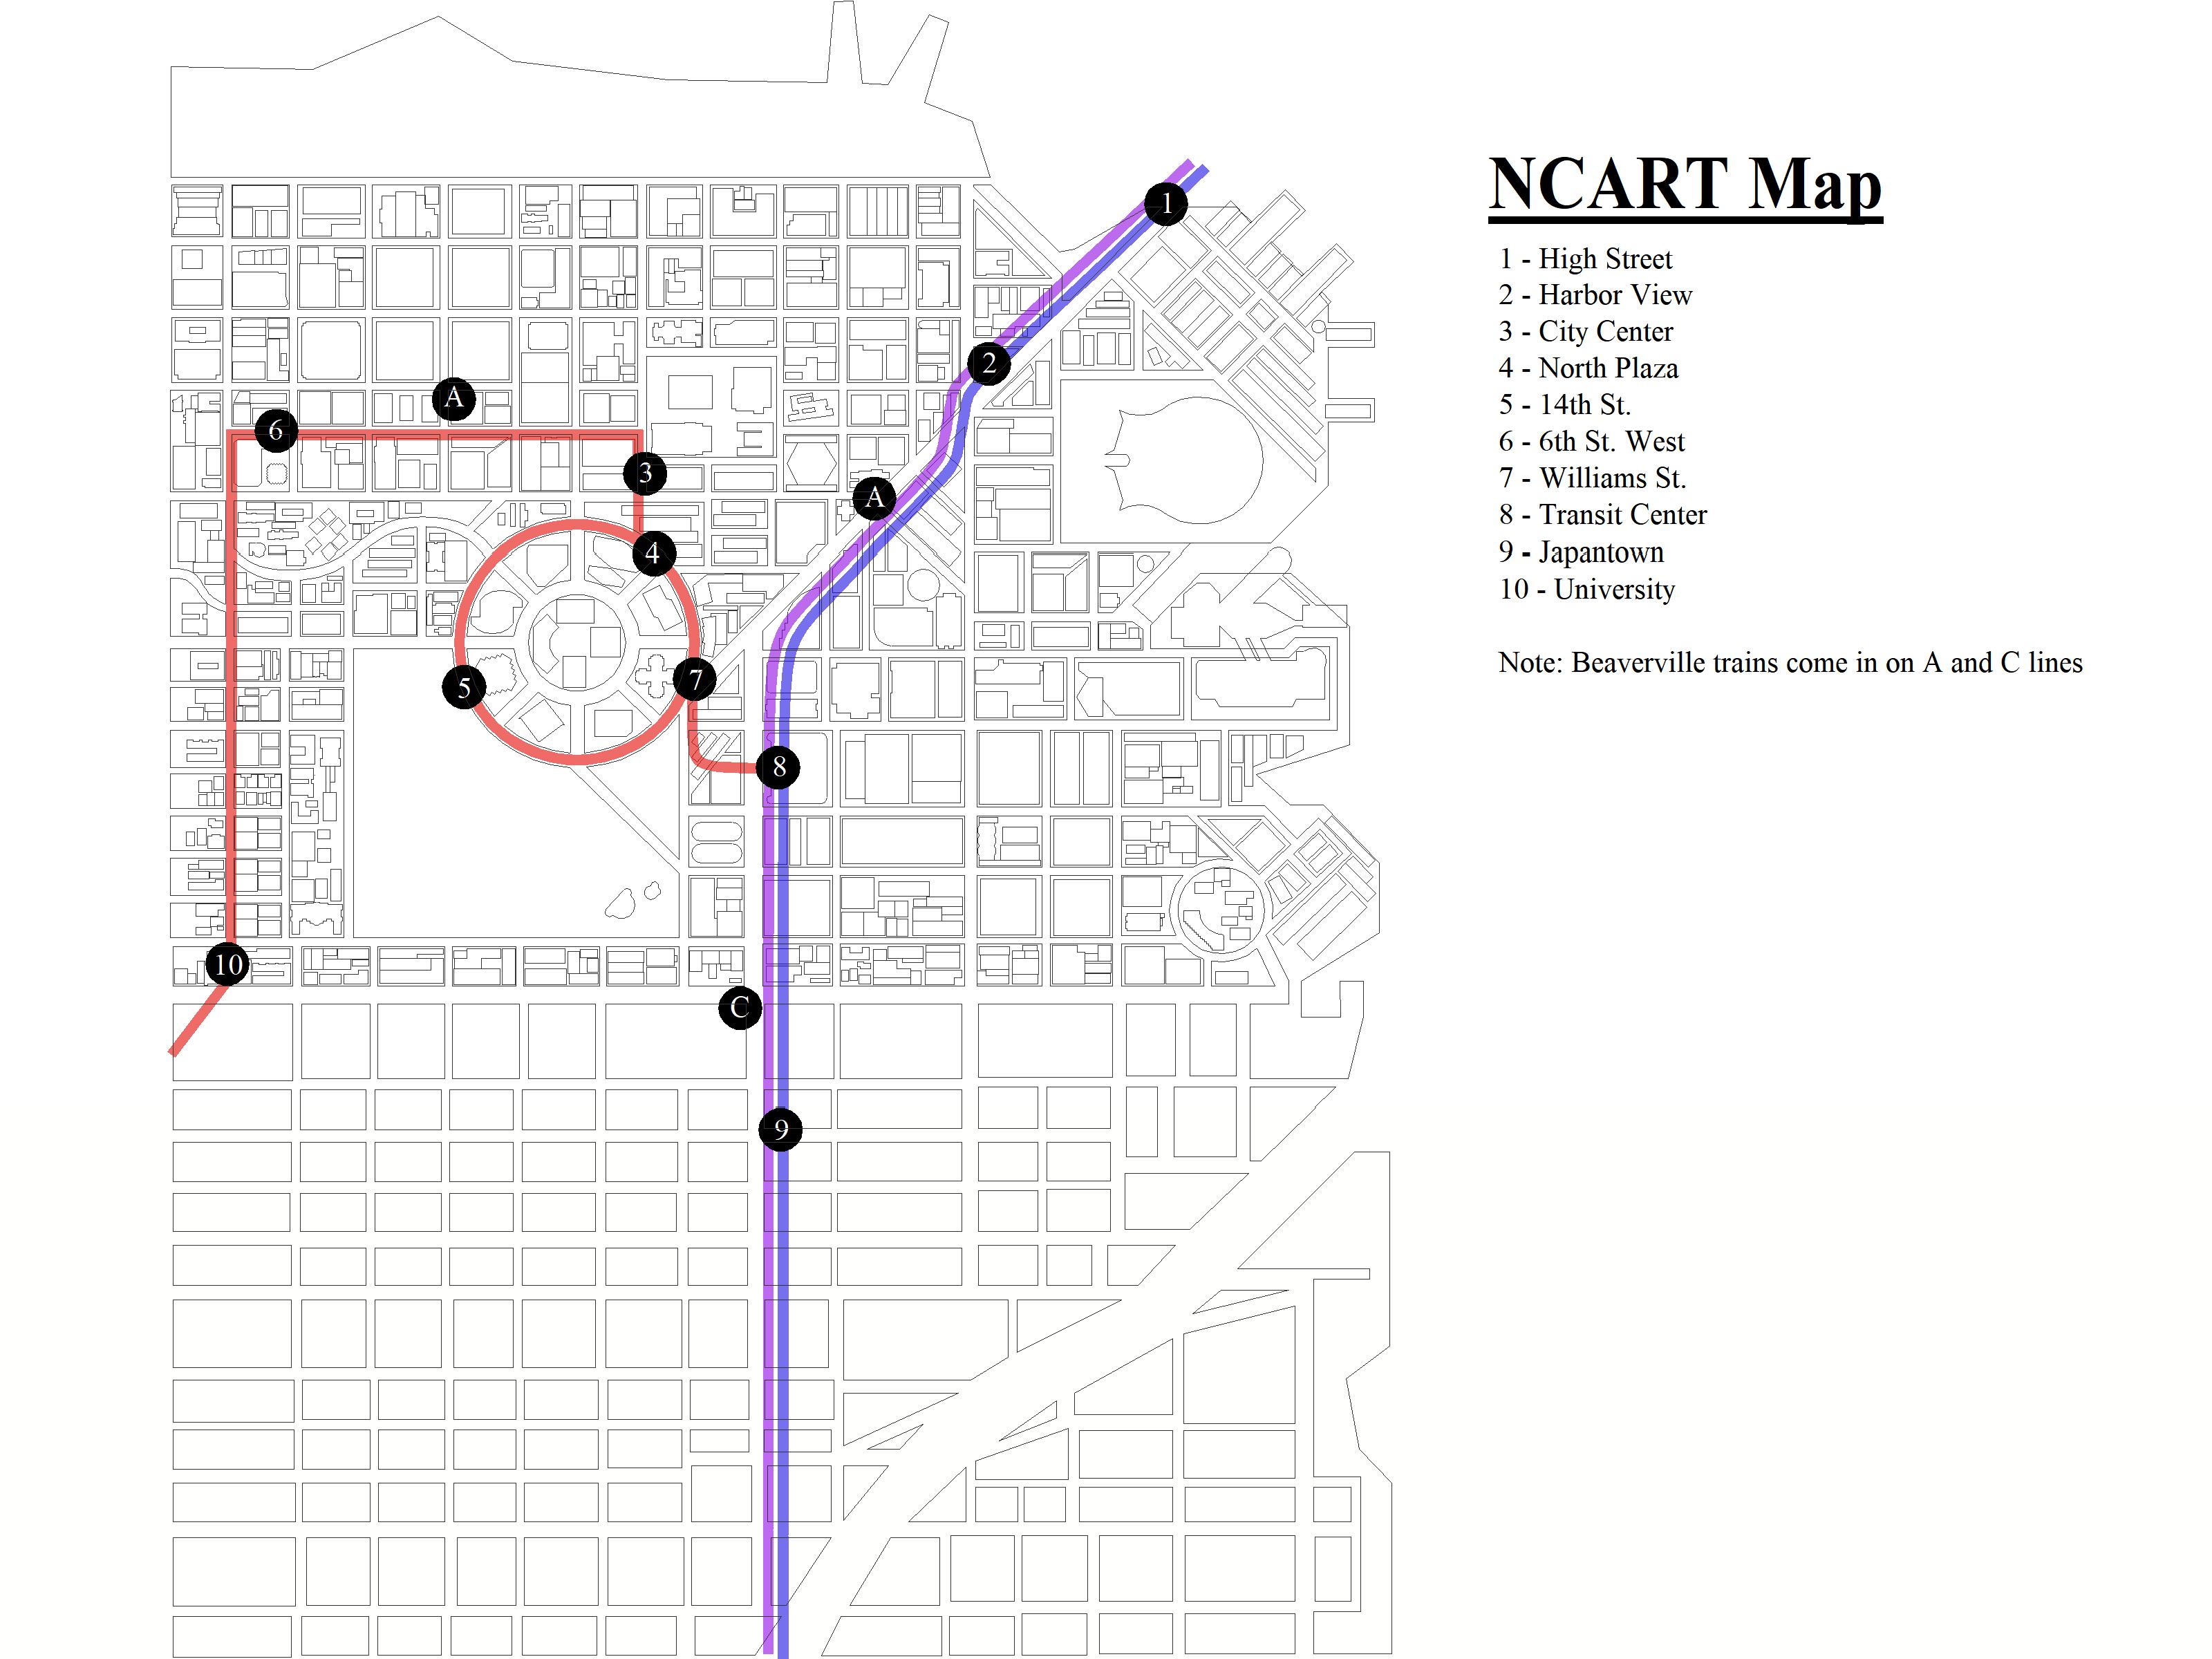 NCART Map
1 - High Street
2 - Harbor View
3 - City Center
4 - North Plaza
5 - 14th St.
6 - 6th St. West
7 - Williams St.
8 - Transit Center
9 - Japantown
10 - University
Note: Beaverville trains come in on A and C lines
1
2
A
6
3
A
4
7
5
8
10
C
9